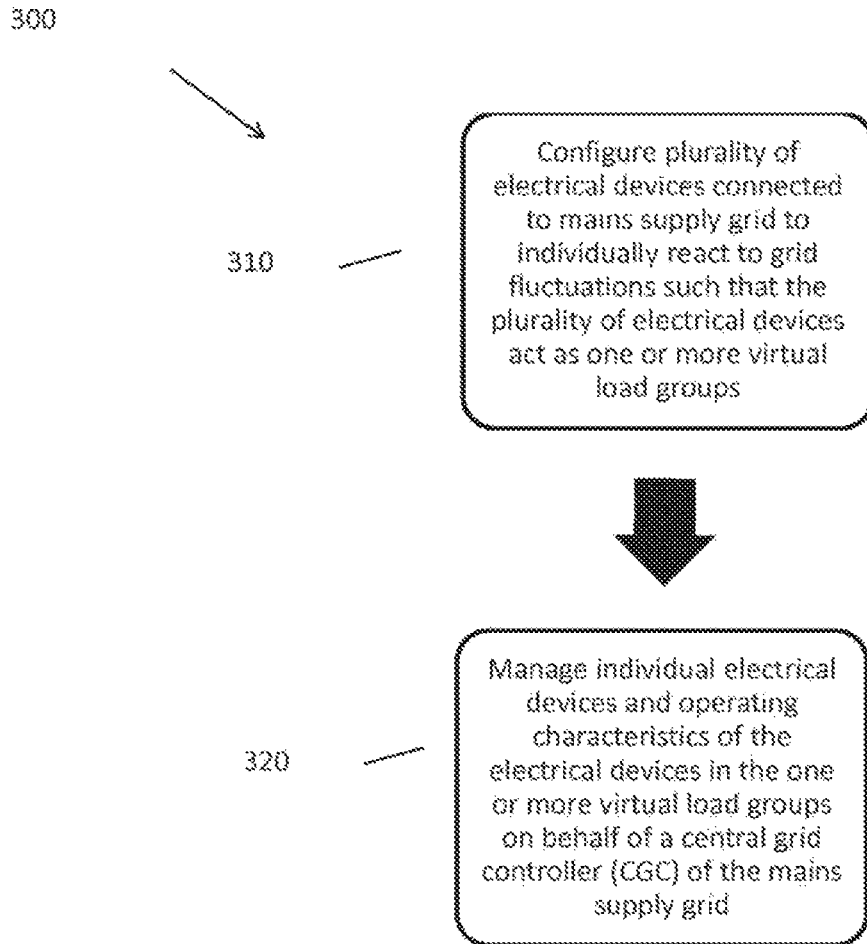 300
Configure plurality of
electrical devices connected
to mains supply grid to
individually react to grid
fluctuations such that the
plurality of electrical devices
act as one or more virtual
load groups
310
Manage individual electrical
devices and operating
characteristics of the
electrical devices in the one
or more virtual load groups
on behalf of a central grid
controller (CGC) of the mains
supply grid
320